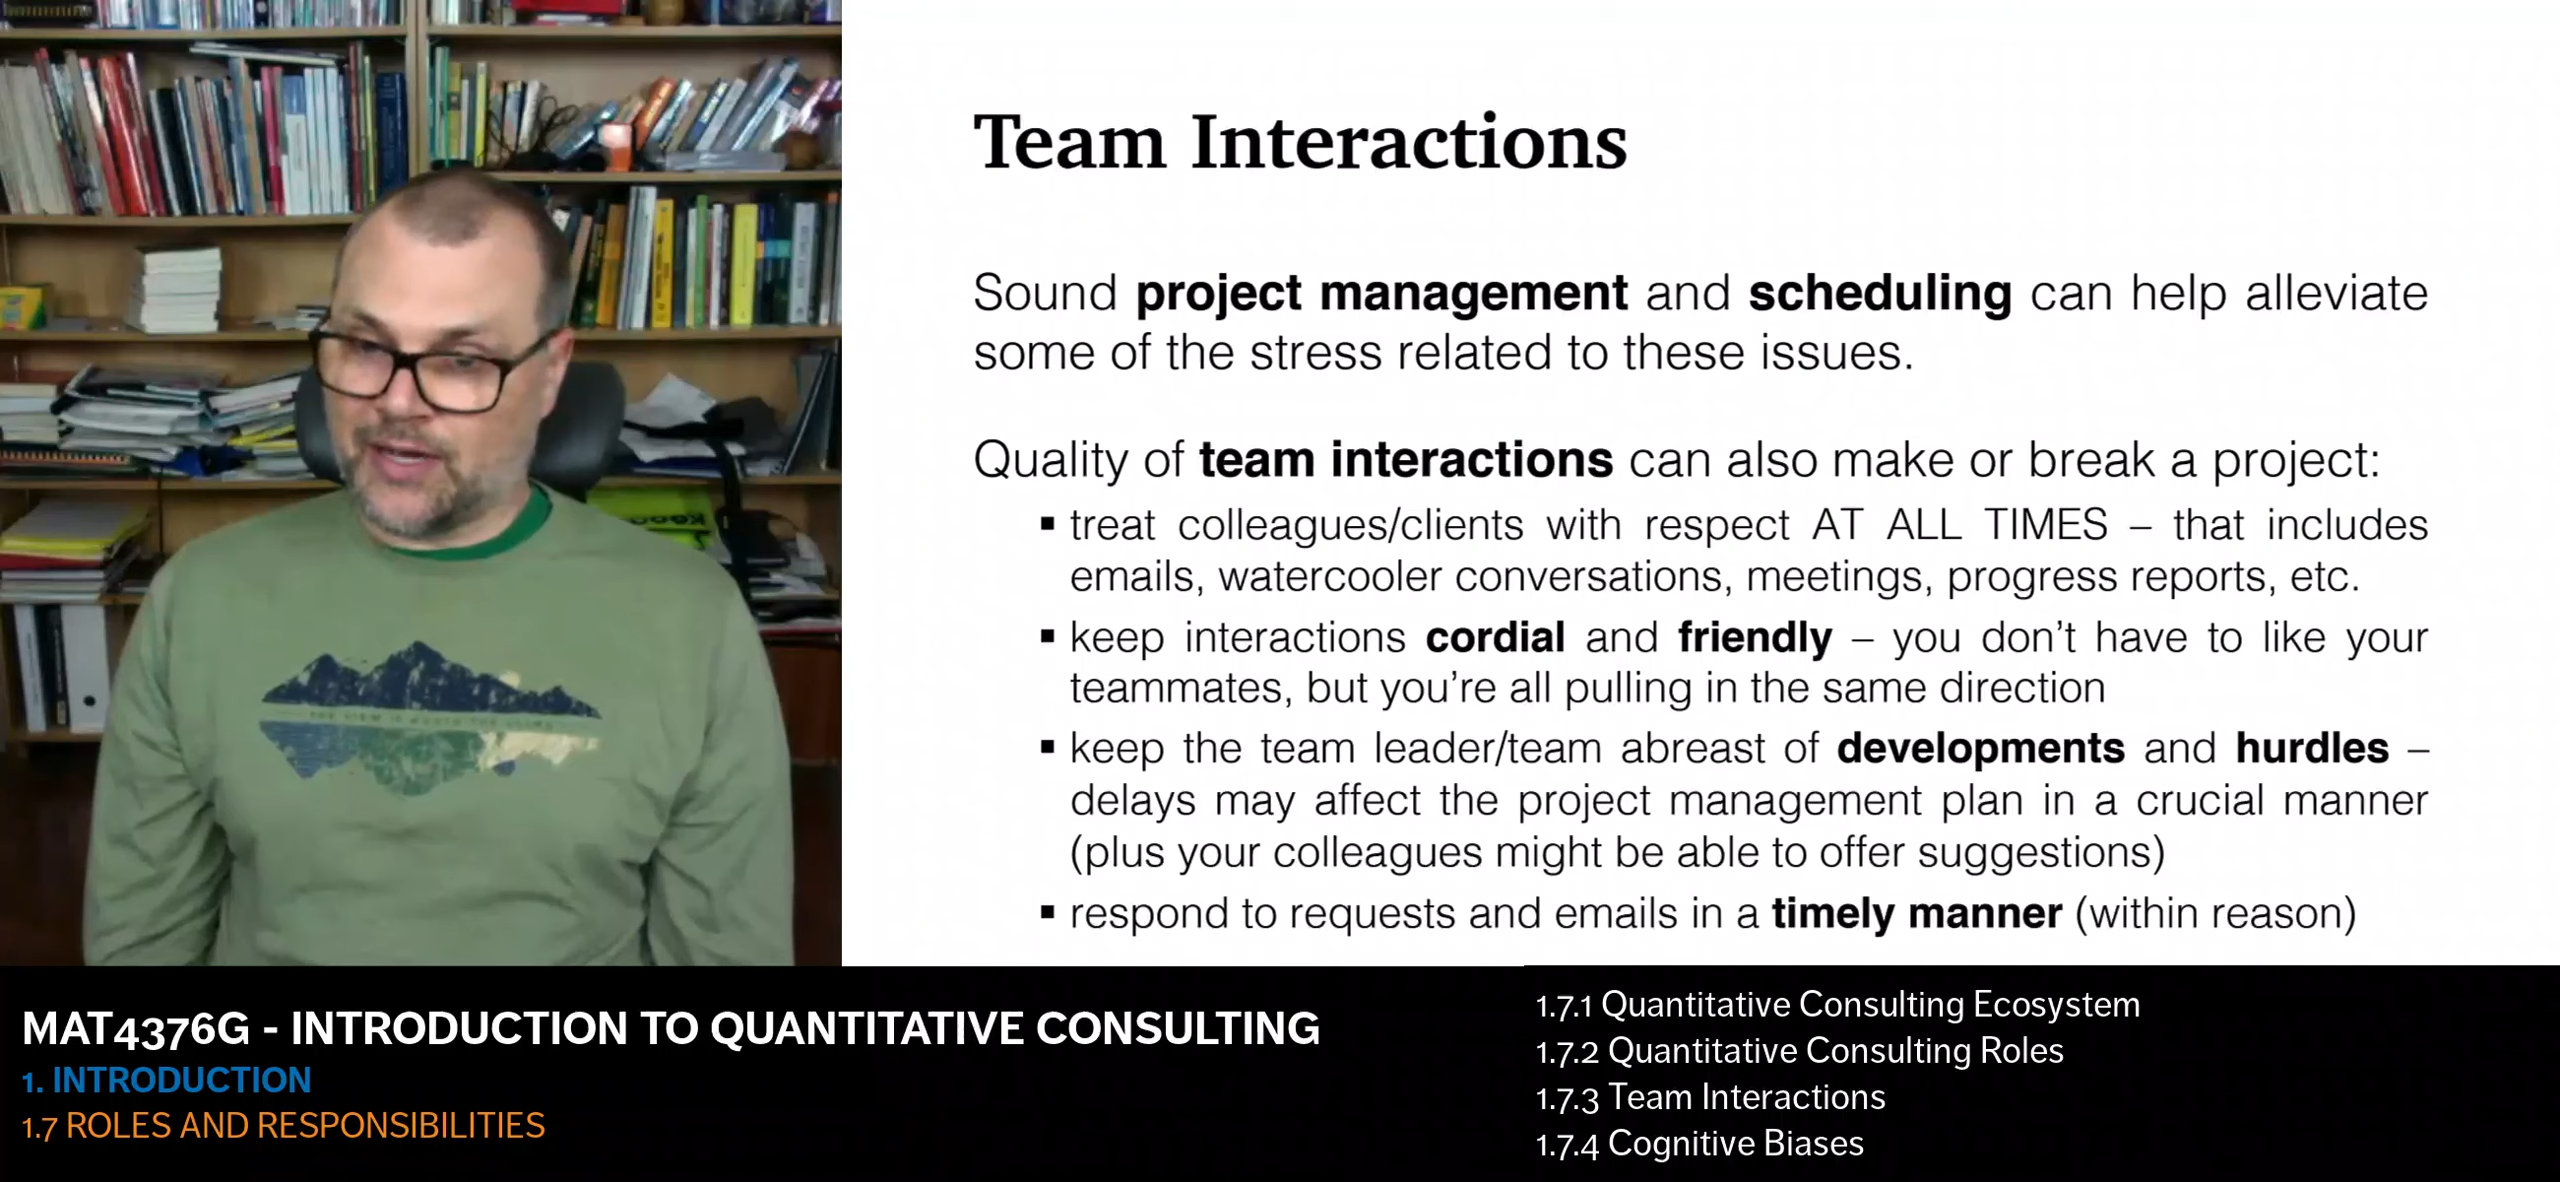 Team Interactions
Sound project management and scheduling can help alleviate
some of the stress related to these issues.
Quality of team interactions can also make or break a project:
▪ treat colleagues/clients with respect AT ALL TIMES – that includes
emails, watercooler conversations, meetings, progress reports, etc.
▪ keep interactions cordial and friendly – you don’t have to like your
teammates, but you’re all pulling in the same direction
▪ keep the team leader/team abreast of developments and hurdles –
delays may affect the project management plan in a crucial manner
(plus your colleagues might be able to offer suggestions)
▪ respond to requests and emails in a timely manner (within reason)
MAT4376G - INTRODUCTION TO QUANTITATIVE CONSULTING
1. INTRODUCTION
1.7 ROLES AND RESPONSIBILITIES
1.7.1 Quantitative Consulting Ecosystem
1.7.2 Quantitative Consulting Roles
1.7.3 Team Interactions
1.7.4 Cognitive Biases